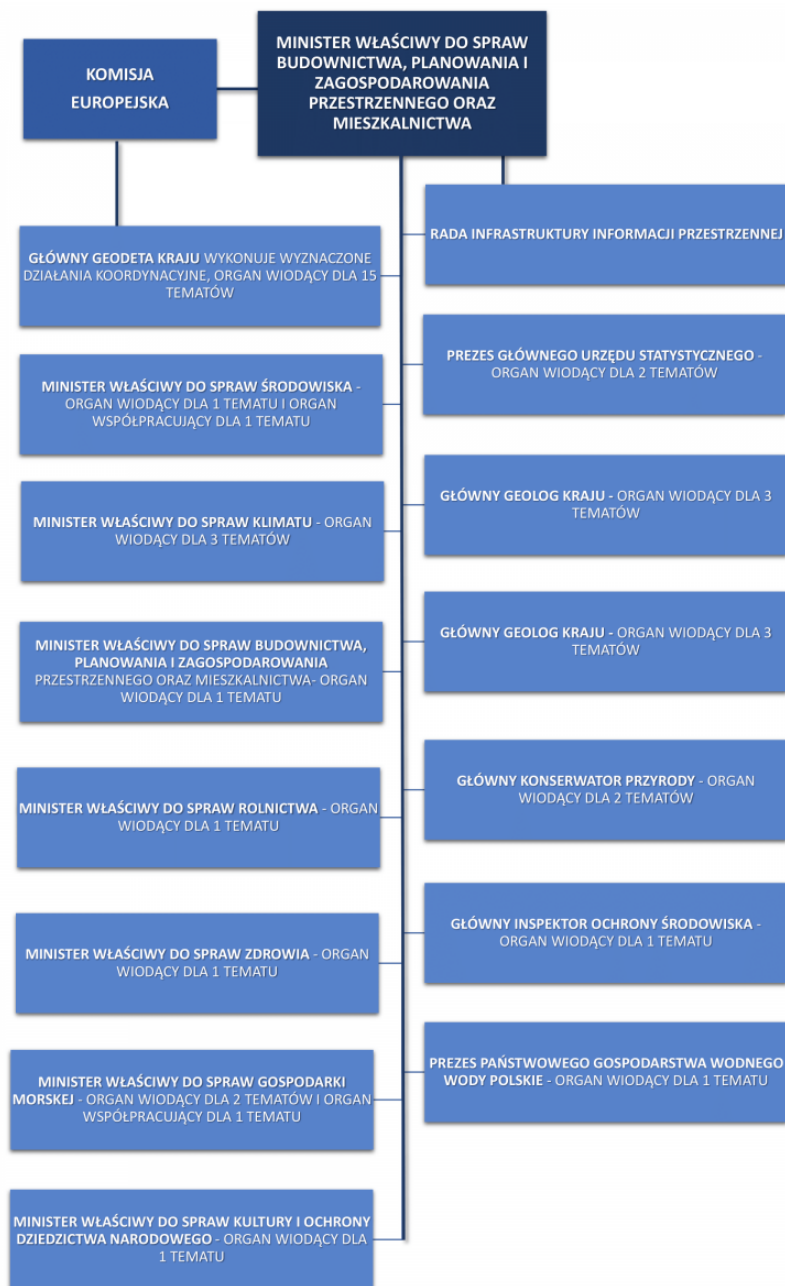 KOMISJA
EUROPEJSKA
MINISTER WŁAŚCIWY DO SPRAW
BUDOWNICTWA, PLANOWANIA I
ZAGOSPODAROWANIA
PRZESTRZENNEGO ORAZ
MIESZKALNICTWA
GŁÓWNY GEODETA KRAJU WYKONUJE WYZNACZONE
DZIAŁANIA KOORDYNACYJNE, ORGAN WIODĄCY DLA 15
TEMATÓW
RADA INFRASTRUKTURY INFORMACJI PRZESTRZENNEJ
MINISTER WŁAŚCIWY DO SPRAW ŚRODOWISKA -
ORGAN WIODĄCY DLA 1 TEMATU I ORGAN
WSPÓŁPRACUJĄCY DLA 1 TEMATU
PREZES GŁÓWNEGO URZĘDU STATYSTYCZNEGO -
ORGAN WIODĄCY DLA 2 TEMATÓW
MINISTER WŁAŚCIWY DO SPRAW KLIMATU - ORGAN
WIODĄCY DLA 3 TEMATÓW
GŁÓWNY GEOLOG KRAJU - ORGAN WIODĄCY DLA 3
TEMATÓW
MINISTER WŁAŚCIWY DO SPRAW BUDOWNICTWA,
PLANOWANIA I ZAGOSPODAROWANIA
PRZESTRZENNEGO ORAZ MIESZKALNICTWA- ORGAN
WIODĄCY DLA 1 TEMATU
GŁÓWNY GEOLOG KRAJU - ORGAN WIODĄCY DLA 3
TEMATÓW
MINISTER WŁAŚCIWY DO SPRAW ROLNICTWA - ORGAN
WIODĄCY DLA 1 TEMATU
GŁÓWNY KONSERWATOR PRZYRODY - ORGAN
WIODĄCY DLA 2 TEMATÓW
MINISTER WŁAŚCIWY DO SPRAW ZDROWIA - ORGAN
WIODĄCY DLA 1 TEMATU
GŁÓWNY INSPEKTOR OCHRONY ŚRODOWISKA -
ORGAN WIODĄCY DLA 1 TEMATU
MINISTER WŁAŚCIWY DO SPRAW GOSPODARKI
MORSKEJ - ORGAN WIODĄCY DLA 2 TEMATÓW I ORGAN
WSPÓŁPRACUJĄCY DLA 1 TEMATU
PREZES PAŃSTWOWEGO GOSPODARSTWA WODNEGO
WODY POLSKIE - ORGAN WIODĄCY DLA 1 TEMATU
MINISTER WŁAŚCIWY DO SPRAW KULTURY I OCHRONY
DZIEDZICTWA NARODOWEGO - ORGAN WIODĄCY DLA
1 TEMATU